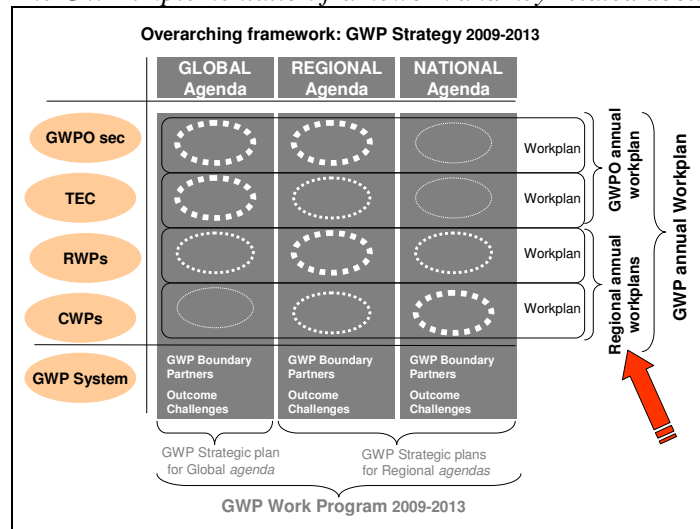 Overarching framework: GWP Strategy 2009-2013
GLOBAL
Agenda
REGIONAL
Agenda
NATIONAL
Agenda
GWPO sec
Workplan
TEC
Workplan
GWPO annual
workplan
RWPs
Workplan
CWPs
Workplan
Regional annual
workplans
GWP annual Workplan
GWP System
GWP Boundary
Partners
Outcome
Challenges
GWP Boundary
Partners
Outcome
Challenges
GWP Boundary
Partners
Outcome
Challenges
GWP Strategic plan
for Global agenda
GWP Strategic plans
for Regional agendas
GWP Work Program 2009-2013